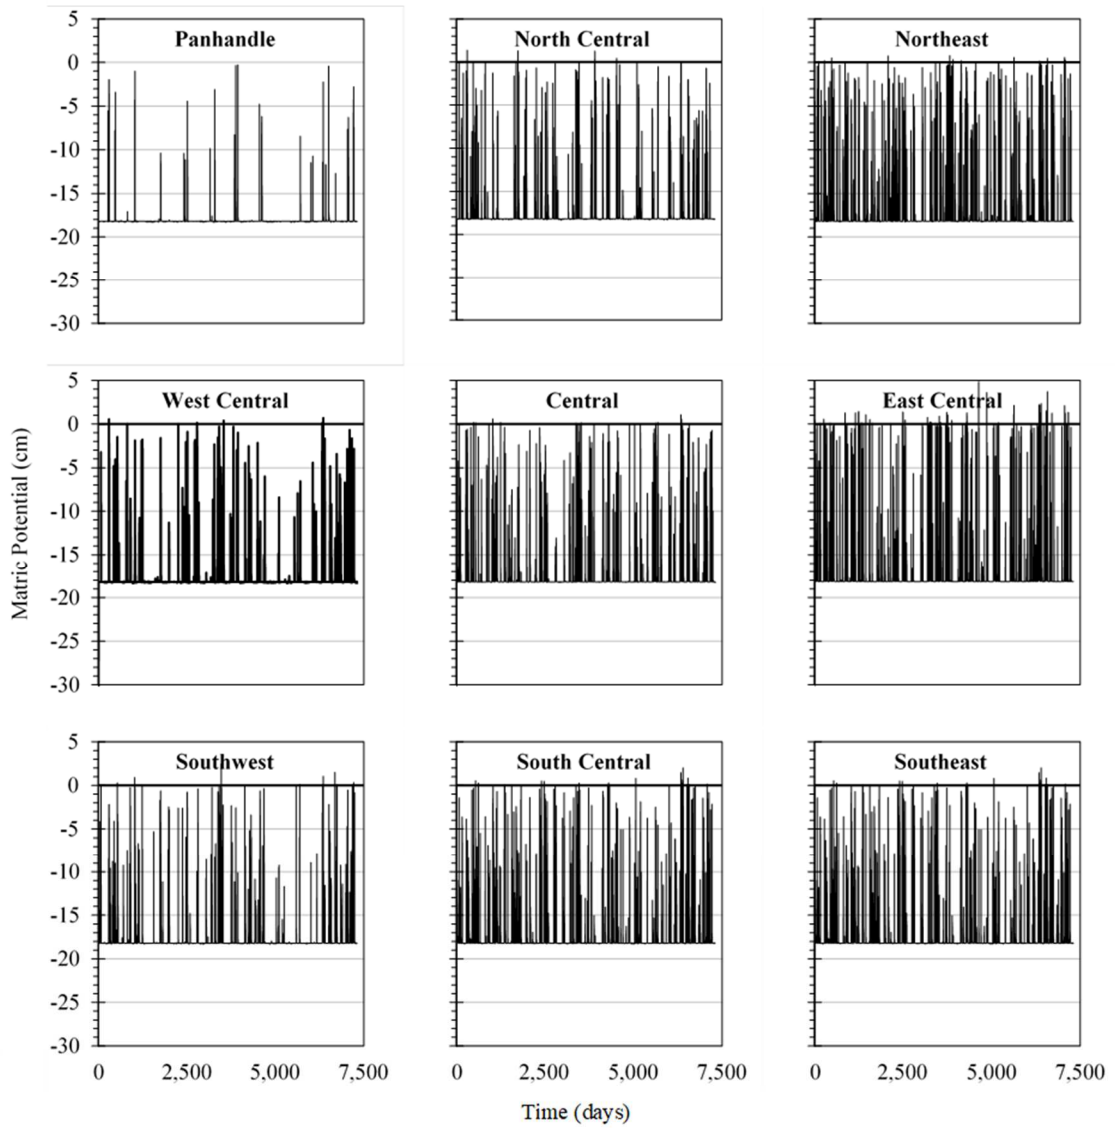 Panhandle
North Central
Northeast
5
0
-5
-10
-15
-20
-25
-30
West Central
Central
East Central
5
0
-5
-10
-15
-20
-25
-30
Matric Potential (cm)
Southwest
South Central
Southeast
5
0
-5
-10
-15
-20
-25
-30
0 2,500 5,000 7,500 0 2,500 5,000 7,500 0 2,500 5,000 7,500
Time (days)